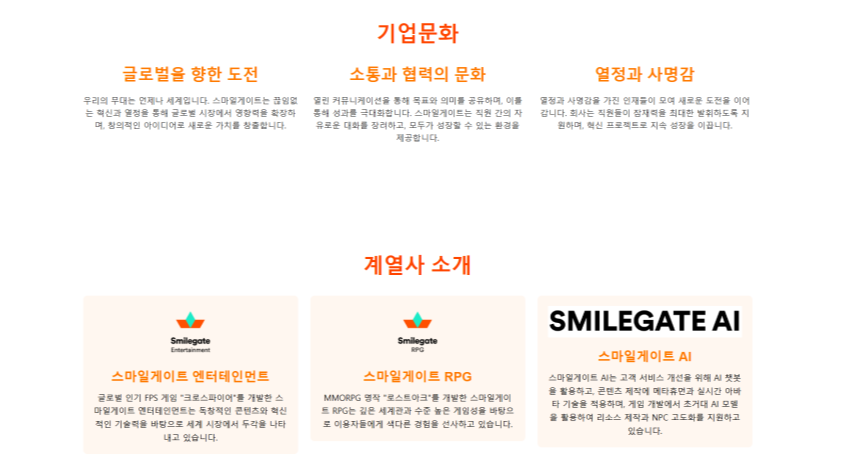 기업문화
글로벌을 향한 도전
우리의 무대는 언제나 세계입니다. 스마일게이트는 끊임없
는 혁신과 열정을 통해 글로벌 시장에서 영향력을 확장하
며, 창의적인 아이디어로 새로운 가치를 창출합니다.
소통과 협력의 문화
열린 커뮤니케이션을 통해 목표와 의미를 공유하며, 이를
통해 성과를 극대화합니다. 스마일게이트는 직원 간의 자
유로운 대화를 장려하고, 모두가 성장할 수 있는 환경을
제공합니다.
열정과 사명감
열정과 사명감을 가진 인재들이 모여 새로운 도전을 이어
갑니다. 회사는 직원들이 잠재력을 최대한 발휘하도록 지
원하며, 혁신 프로젝트로 지속 성장을 이끕니다.
계열사 소개
Smilegate
Entertainment
스마일게이트 엔터테인먼트
글로벌 인기 FPS 게임 "크로스파이어"를 개발한 스
마일게이트 엔터테인먼트는 독창적인 콘텐츠와 혁신
적인 기술력을 바탕으로 세계 시장에서 두각을 나타
내고 있습니다.
Smilegate
RPG
스마일게이트 RPG
MMORPG 명작 "로스트아크"를 개발한 스마일게이
트 RPG는 깊은 세계관과 수준 높은 게임성을 바탕으
로 이용자들에게 색다른 경험을 선사하고 있습니다.
SMILEGATE AI
스마일게이트 AI
스마일게이트 AI는 고객 서비스 개선을 위해 AI 챗봇
을 활용하고, 콘텐츠 제작에 메타휴먼과 실시간 아바
타 기술을 적용하며, 게임 개발에서 초거대 AI 모델
을 활용하여 리소스 제작과 NPC 고도화를 지원하고
있습니다.